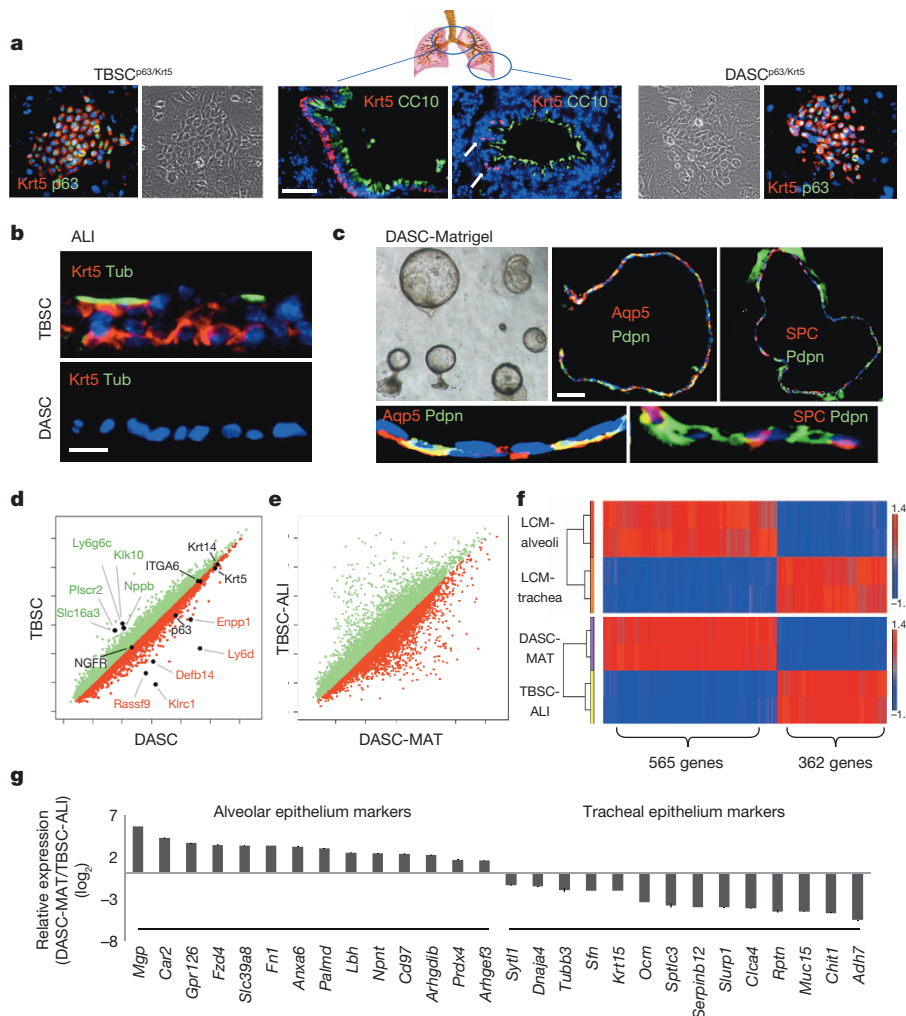 a
TBSCp63/Krt5
DASCp63/Krt5
Krt5 p63
Krt5 CC10
Krt5 CC10
Krt5 p63
b
ALI
Krt5 Tub
TBSC
Krt5 Tub
DASC
c
DASC-Matrigel
Aqp5
Pdpn
SPC
Pdpn
Aqp5 Pdpn
SPC Pdpn
d
Ly6g6c
Klk10
Nppb
Plscr2
Slc16a3
ITGA6
Krt14
Krt5
p63
Enpp1
NGFR
Ly6d
Defb14
Rassf9
Klrc1
TBSC
DASC
e
TBSC-ALI
DASC-MAT
f
LCM-
alveoli
LCM-
trachea
DASC-
MAT
TBSC-
ALI
1.4
1.4
565 genes
362 genes
g
Alveolar epithelium markers
Tracheal epithelium markers
Relative expression
(DASC-MAT/TBSC-ALI)
(log2)
7
2
−3
−8
Mgp
Car2
Gpr126
Fzd4
Slc39a8
Fn1
Anxa6
Palmd
Lbh
Npnt
Cd97
Arhgdib
Prdx4
Arhgef3
Sytl1
Dnaja4
Tubb3
Sfn
Krt15
Ocm
Sptlc3
Serpinb12
Slurp1
Clca4
Rptn
Muc15
Chit1
Adh7